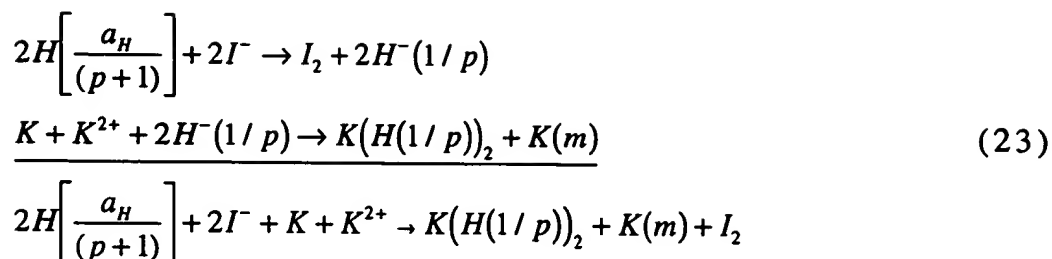 2H[a_H/(p+1)] + 2I⁻ → I₂ + 2H⁻(1/p)
K + K²⁺ + 2H⁻(1/p) → K(H(1/p))₂ + K(m) (23)
2H[a_H/(p+1)] + 2I⁻ + K + K²⁺ → K(H(1/p))₂ + K(m) + I₂